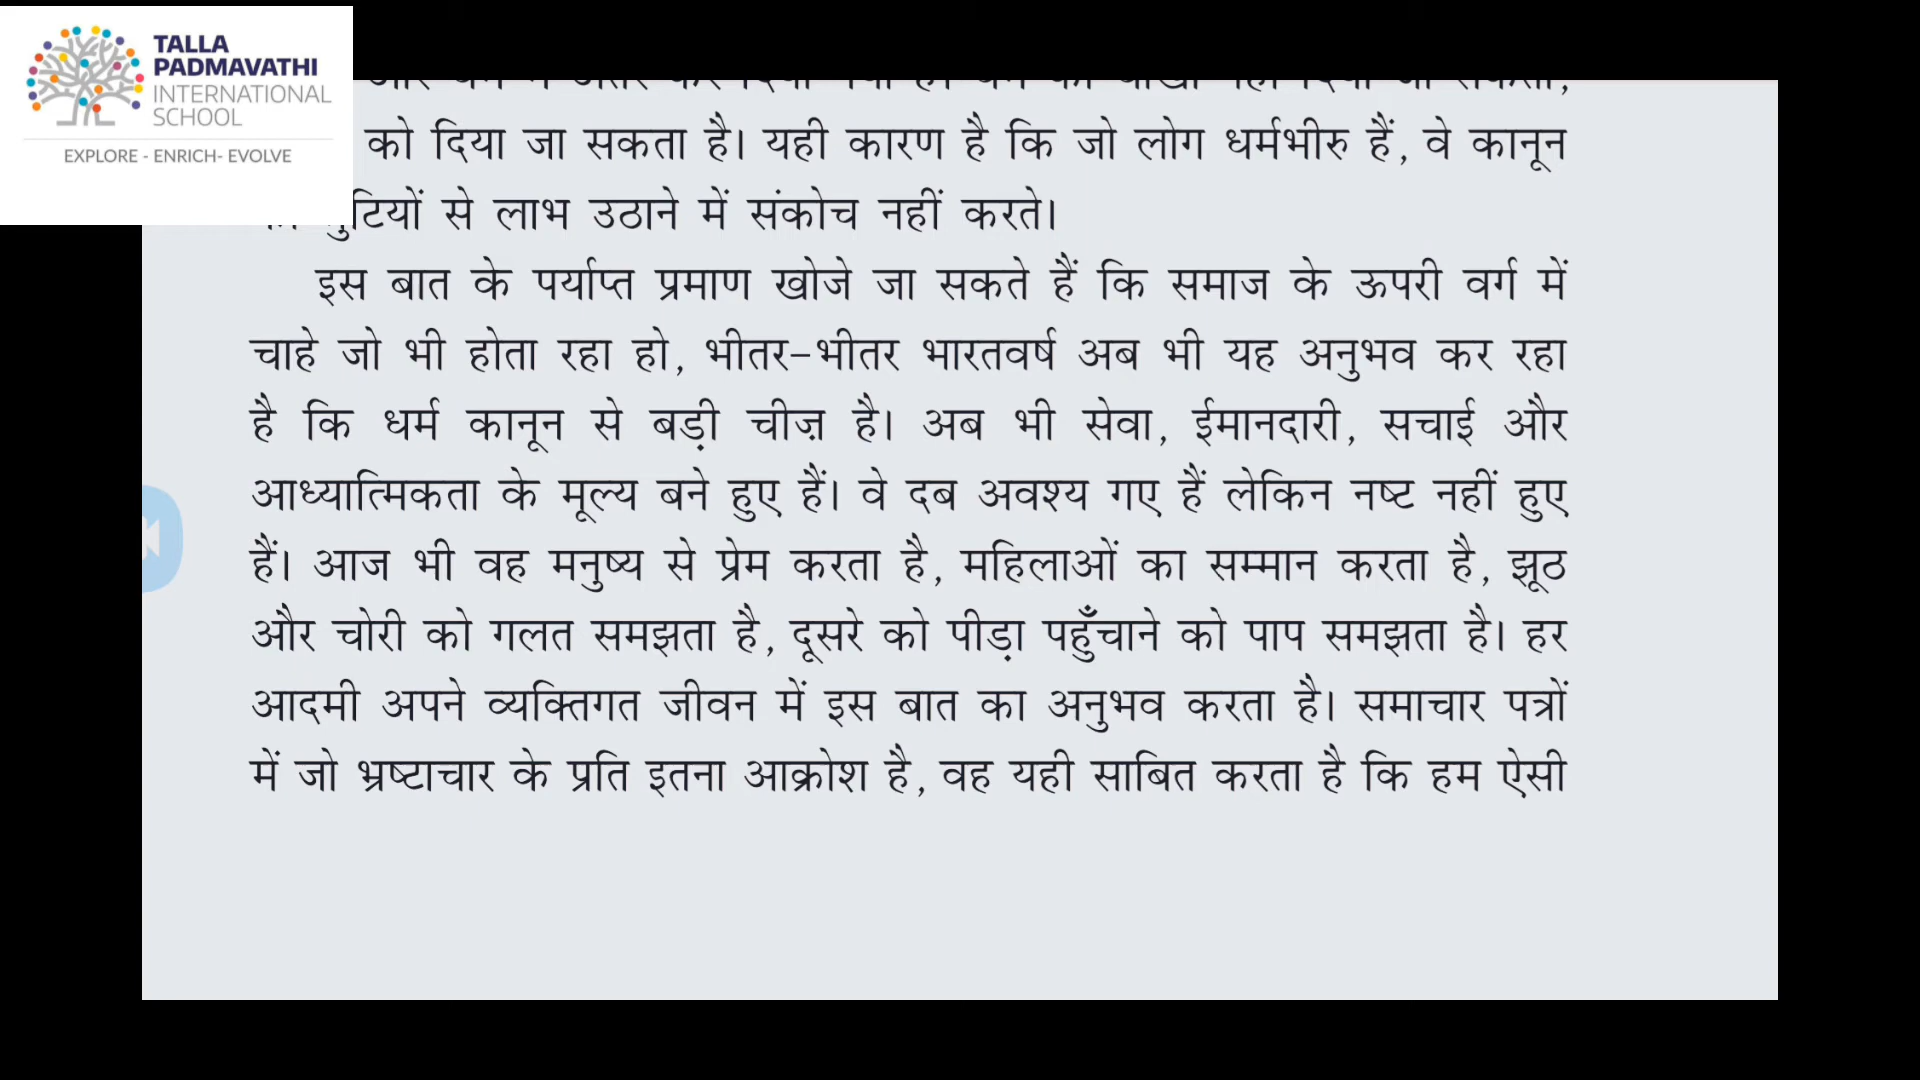 TALLA
PADMAVATHI
INTERNATIONAL
SCHOOL
EXPLORE - ENRICH- EVOLVE
को दिया जा सकता है। यही कारण है कि जो लोग धर्मभीरु हैं, वे कानून
से लाभ उठाने में संकोच नहीं करते।
इस बात के पर्याप्त प्रमाण खोजे जा सकते हैं कि समाज के ऊपरी वर्ग में
चाहे जो भी होता रहा हो, भीतर–भीतर भारतवर्ष अब भी यह अनुभव कर रहा
है कि धर्म कानून से बड़ी चीज़ है। अब भी सेवा, ईमानदारी, सचाई और
आध्यात्मिकता के मूल्य बने हुए हैं। वे दब अवश्य गए हैं लेकिन नष्ट नहीं हुए
हैं। आज भी वह मनुष्य से प्रेम करता है, महिलाओं का सम्मान करता है, झूठ
और चोरी को गलत समझता है, दूसरे को पीड़ा पहुँचाने को पाप समझता है। हर
आदमी अपने व्यक्तिगत जीवन में इस बात का अनुभव करता है। समाचार पत्रों
में जो भ्रष्टाचार के प्रति इतना आक्रोश है, वह यही साबित करता है कि हम ऐसी